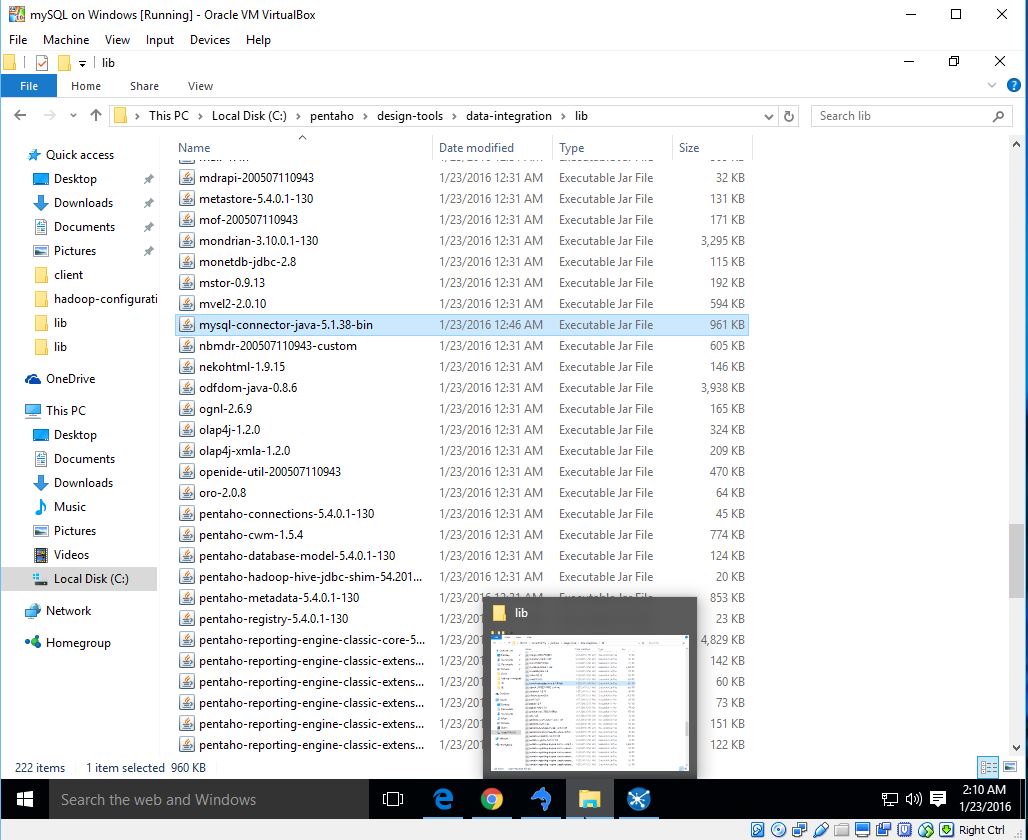 mySQL on Windows [Running] - Oracle VM VirtualBox
File Machine View Input Devices Help
lib
File Home Share View
This PC Local Disk (C:) pentaho design-tools data-integration lib
Search lib
Name Date modified Type Size
Quick access
Desktop
Downloads
Documents
Pictures
client
hadoop-configurati
lib
lib
OneDrive
This PC
Desktop
Documents
Downloads
Music
Pictures
Videos
Local Disk (C:)
Network
Homegroup
mdrapi-200507110943 1/23/2016 12:31 AM Executable Jar File 32 KB
metastore-5.4.0.1-130 1/23/2016 12:31 AM Executable Jar File 131 KB
mof-200507110943 1/23/2016 12:31 AM Executable Jar File 171 KB
mondrian-3.10.0.1-130 1/23/2016 12:31 AM Executable Jar File 3,295 KB
monetdb-jdbc-2.8 1/23/2016 12:31 AM Executable Jar File 115 KB
mstor-0.9.13 1/23/2016 12:31 AM Executable Jar File 192 KB
mvel2-2.0.10 1/23/2016 12:31 AM Executable Jar File 594 KB
mysql-connector-java-5.1.38-bin 1/23/2016 12:46 AM Executable Jar File 961 KB
nbmdr-200507110943-custom 1/23/2016 12:31 AM Executable Jar File 605 KB
nekohtml-1.9.15 1/23/2016 12:31 AM Executable Jar File 146 KB
odfdom-java-0.8.6 1/23/2016 12:31 AM Executable Jar File 3,938 KB
ognl-2.6.9 1/23/2016 12:31 AM Executable Jar File 165 KB
olap4j-1.2.0 1/23/2016 12:31 AM Executable Jar File 324 KB
olap4j-xmla-1.2.0 1/23/2016 12:31 AM Executable Jar File 209 KB
openide-util-200507110943 1/23/2016 12:31 AM Executable Jar File 470 KB
oro-2.0.8 1/23/2016 12:31 AM Executable Jar File 64 KB
pentaho-connections-5.4.0.1-130 1/23/2016 12:31 AM Executable Jar File 45 KB
pentaho-cwm-1.5.4 1/23/2016 12:31 AM Executable Jar File 774 KB
pentaho-database-model-5.4.0.1-130 1/23/2016 12:31 AM Executable Jar File 124 KB
pentaho-hadoop-hive-jdbc-shim-54.201... 1/23/2016 12:31 AM Executable Jar File 20 KB
pentaho-metadata-5.4.0.1-130 1/23/2016 12:31 AM Executable Jar File 853 KB
pentaho-registry-5.4.0.1-130 1/23/201 23 KB
pentaho-reporting-engine-classic-core-5... 1/23/201 4,829 KB
pentaho-reporting-engine-classic-extens... 1/23/201 142 KB
pentaho-reporting-engine-classic-extens... 1/23/201 60 KB
pentaho-reporting-engine-classic-extens... 1/23/201 73 KB
pentaho-reporting-engine-classic-extens... 1/23/201 151 KB
pentaho-reporting-engine-classic-extens... 1/23/201 122 KB
lib
222 items 1 item selected 960 KB
Search the web and Windows
2:10 AM
1/23/2016
Right Ctrl